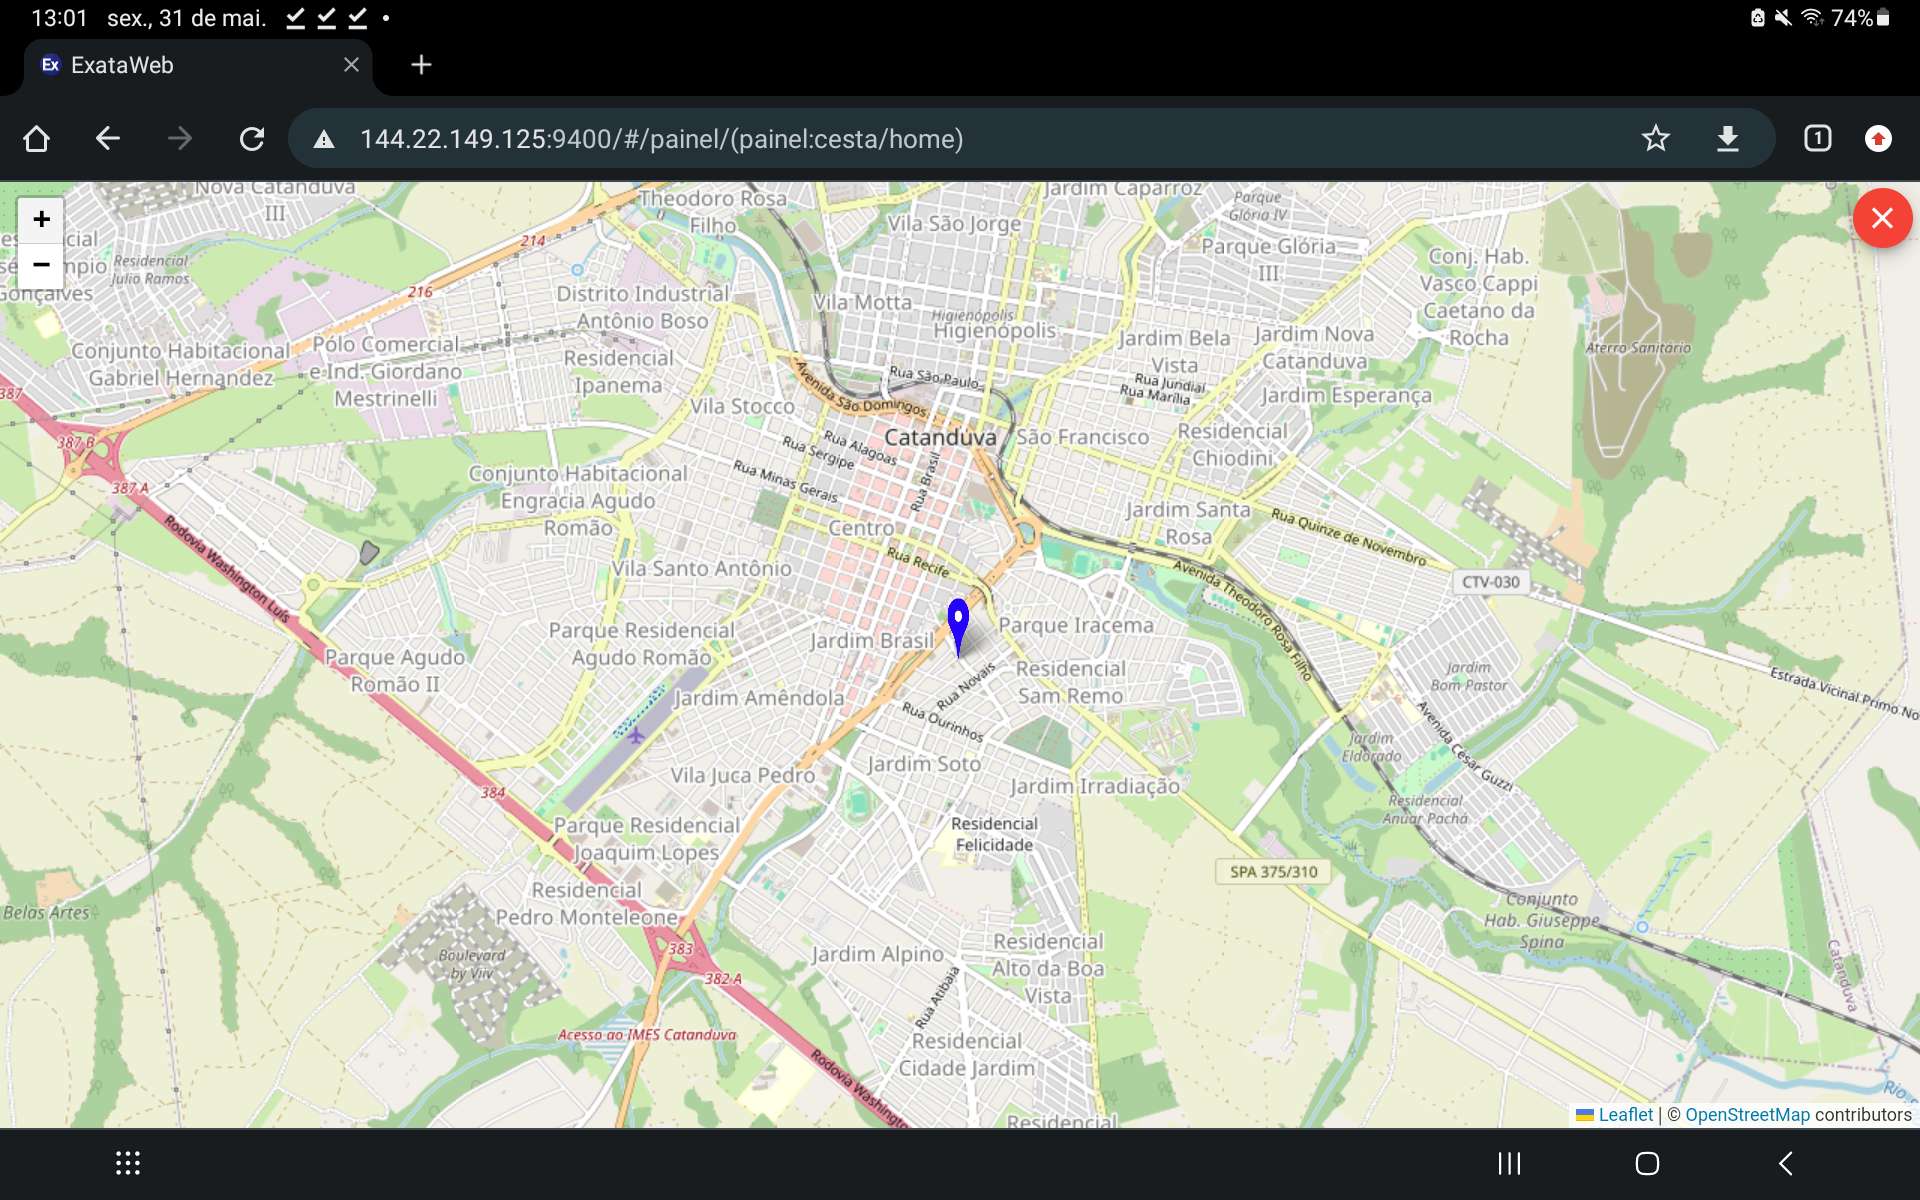 13:01 sex., 31 de mai.
74%
Ex ExataWeb
144.22.149.125:9400/#/painel/(painel:cesta/home)
1
+
−
Nova Catanduva
III
Theodoro Rosa
Filho
Jardim Caparroz
Parque
Glória IV
Vila São Jorge
Parque Glória
III
214
Residencial
Julio Ramos
Gonçalves
216
Distrito Industrial
Antônio Boso
Vila Motta
Higienópolis
Higienópolis
Conj. Hab.
Vasco Cappi
Caetano da
Rocha
Conjunto Habitacional
Gabriel Hernandez
Pólo Comercial
e Ind. Giordano
Mestrinelli
Residencial
Ipanema
Jardim Bela
Vista
Jardim Nova
Catanduva
Aterro Sanitário
387
Avenida São Domingos
Rua São Paulo
Rua Jundiaí
Rua Marília
Jardim Esperança
Vila Stocco
387 B
Catanduva
São Francisco
Residencial
Chiodini
Rua Alagoas
Rua Sergipe
Rua Minas Gerais
Rua Brasil
387 A
Conjunto Habitacional
Engracia Agudo
Romão
Rodovia Washington Luís
Centro
Jardim Santa
Rosa
Rua Quinze de Novembro
Rua Recife
Vila Santo Antônio
Avenida Theodoro Rosa Filho
CTV-030
Parque Residencial
Agudo Romão
Jardim Brasil
Parque Iracema
Parque Agudo
Romão II
Residencial
Sam Remo
Rua Novais
Jardim
Bom Pastor
Estrada Vicinal Primo No
Jardim Amêndola
Rua Ourinhos
Avenida César Guzzi
Jardim
Eldorado
Vila Juca Pedro
Jardim Soto
Jardim Irradiação
384
Residencial
Anuar Pachá
Parque Residencial
Joaquim Lopes
Residencial
Felicidade
SPA 375/310
Residencial
Pedro Monteleone
Belas Artes
Conjunto
Hab. Giuseppe
Spina
383
382 A
Boulevard
by Viiv
Jardim Alpino
Residencial
Alto da Boa
Vista
Catanduva
Rua Atibaia
Acesso ao IMES Catanduva
Residencial
Cidade Jardim
Rodovia Washingto
Residencial
Rio
Leaflet | © OpenStreetMap contributors